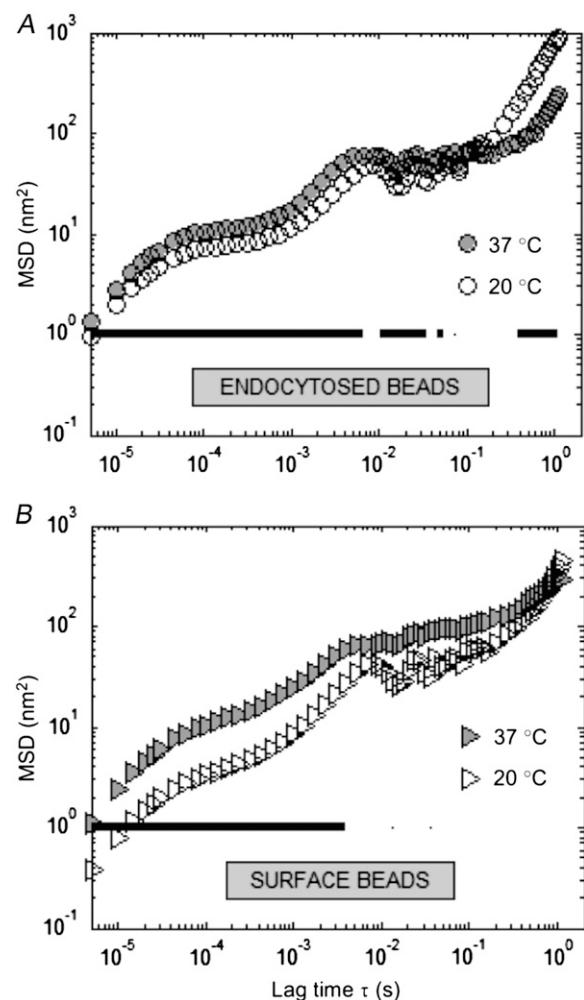 A
10³
10²
10¹
10⁰
10⁻¹
MSD (nm²)
37 °C
20 °C
ENDOCYTOSED BEADS
10⁻⁵ 10⁻⁴ 10⁻³ 10⁻² 10⁻¹ 10⁰
B
10³
10²
10¹
10⁰
10⁻¹
MSD (nm²)
37 °C
20 °C
SURFACE BEADS
10⁻⁵ 10⁻⁴ 10⁻³ 10⁻² 10⁻¹ 10⁰
Lag time τ (s)